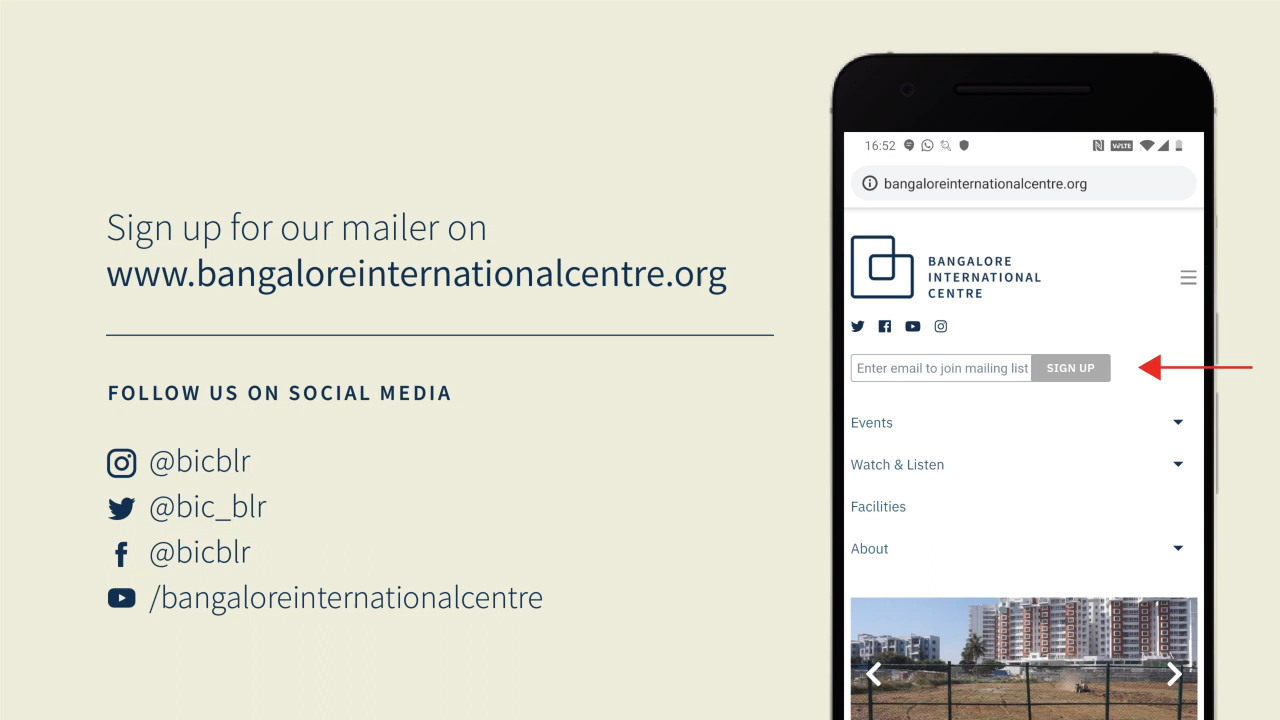 Sign up for our mailer on
www.bangaloreinternationalcentre.org
FOLLOW US ON SOCIAL MEDIA
@bicblr
@bic_blr
@bicblr
/bangaloreinternationalcentre
16:52
VoLTE
bangaloreinternationalcentre.org
BANGALORE
INTERNATIONAL
CENTRE
Enter email to join mailing list
SIGN UP
Events
Watch & Listen
Facilities
About